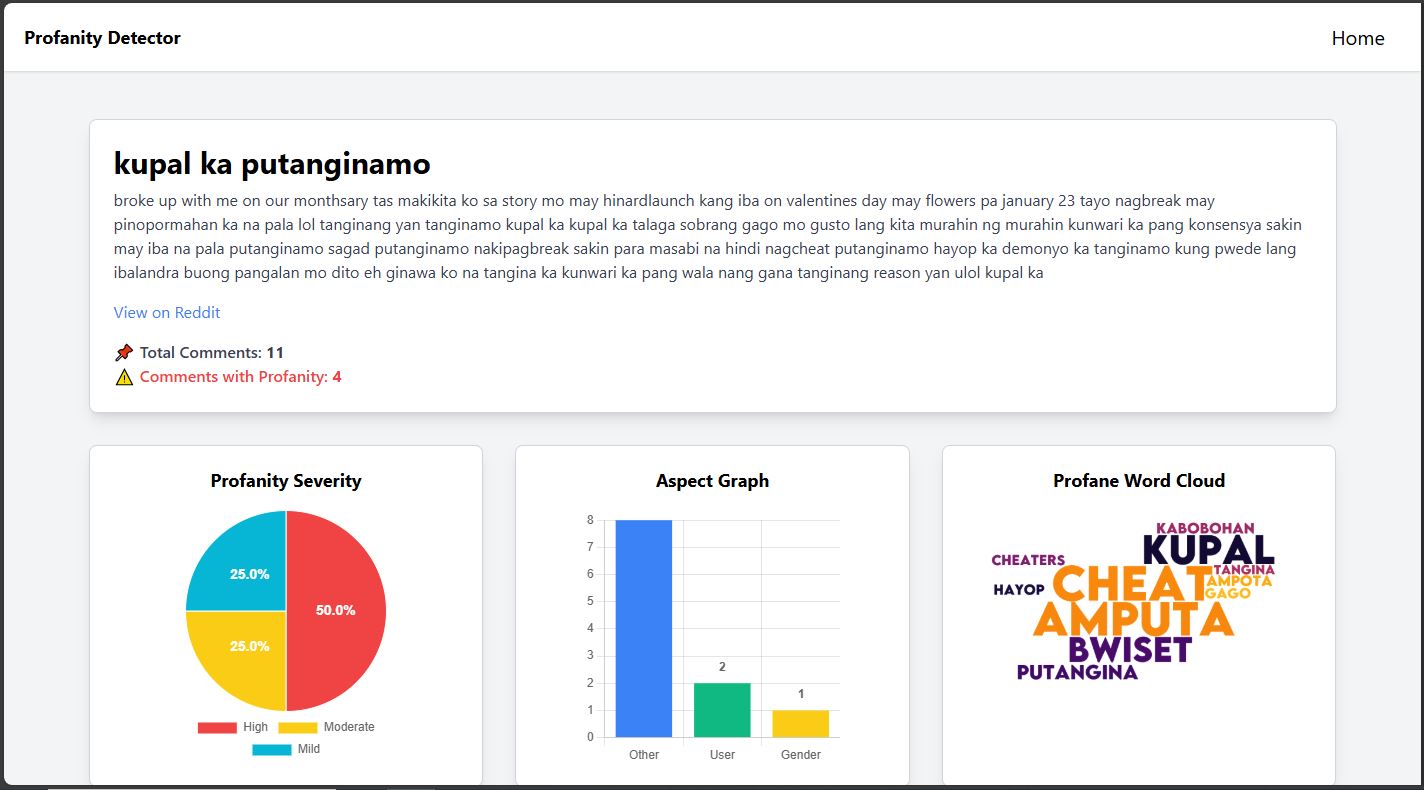 Profanity Detector
Home
kupal ka putanginamo
broke up with me on our monthsary tas makikita ko sa story mo may hinardlaunch kang iba on valentines day may flowers pa january 23 tayo nagbreak may
pinopormahan ka na pala lol tanginang yan tanginamo kupal ka kupal ka talaga sobrang gago mo gusto lang kita murahin ng murahin kunwari ka pang konsensya sakin
may iba na pala putanginamo sagad putanginamo nakipagbreak sakin para masabi na hindi nagcheat putanginamo hayop ka demonyo ka tanginamo kung pwede lang
ibalandra buong pangalan mo dito eh ginawa ko na tangina ka kunwari ka pang wala nang gana tanginang reason yan ulol kupal ka
View on Reddit
📌 Total Comments: 11
⚠️ Comments with Profanity: 4
Profanity Severity
25.0%
50.0%
25.0%
High
Moderate
Mild
Aspect Graph
8
7
6
5
4
3
2
1
0
2
1
Other
User
Gender
Profane Word Cloud
KABOBOHAN
KUPAL
CHEATERS
TANGINA
CHEAT
AMPOTA
HAYOP
GAGO
AMPUTA
BWISET
PUTANGINA